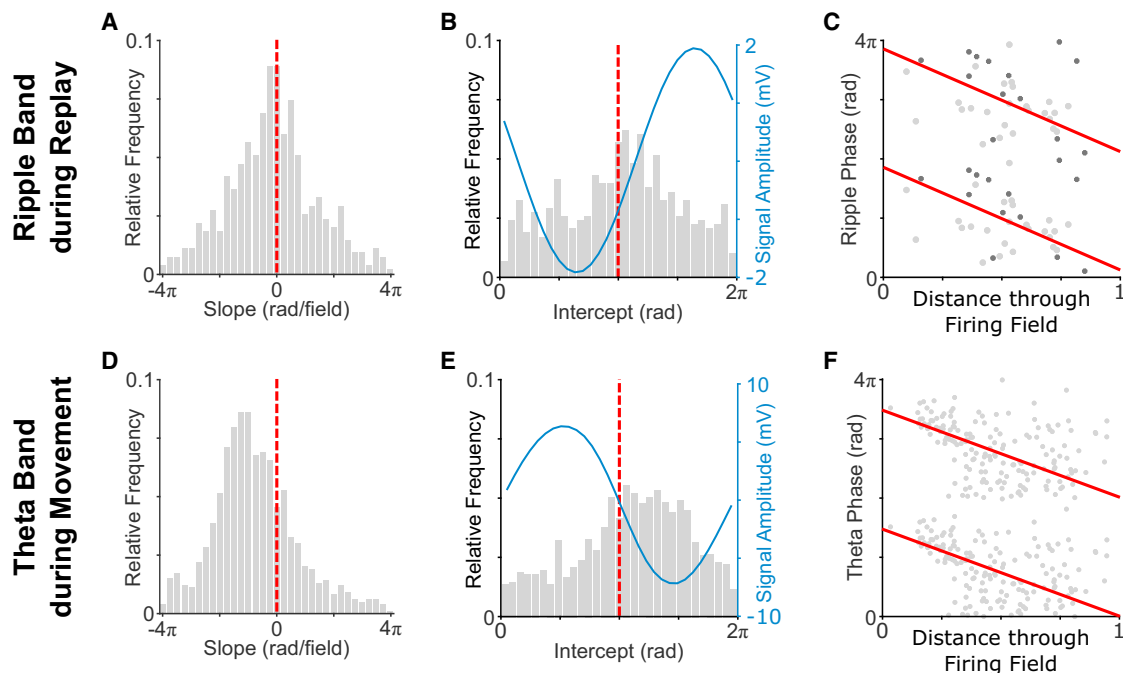 Ripple Band
during Replay
A
0.1
Relative Frequency
0
-4π
0
4π
Slope (rad/field)
B
0.1
Relative Frequency
0
0
2π
Intercept (rad)
2
Signal Amplitude (mV)
-2
C
4π
Ripple Phase (rad)
0
0
1
Distance through
Firing Field
Theta Band
during Movement
D
0.1
Relative Frequency
0
-4π
0
4π
Slope (rad/field)
E
0.1
Relative Frequency
0
0
2π
Intercept (rad)
10
Signal Amplitude (mV)
-10
F
4π
Theta Phase (rad)
0
0
1
Distance through
Firing Field